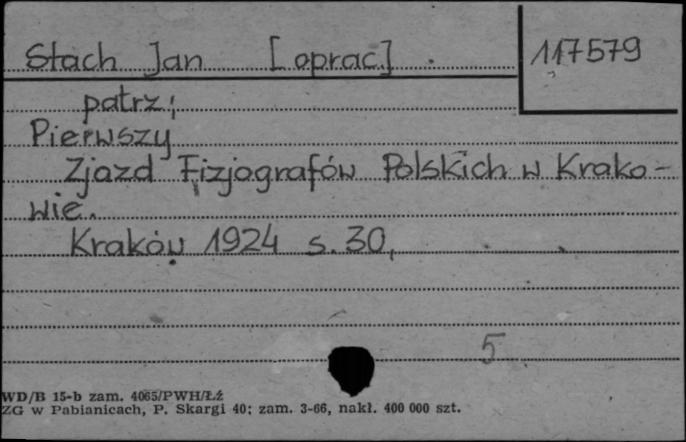 Stach Jan [oprac]. 117579
patrz;
Pierwszy
Zjazd Fizjografów Polskich w Krako-
wie.
Kraków 1924 s. 30,
5
WD/B 15-b zam. 4065/PWH/Łź
ZG w Pabianicach, P. Skargi 40; zam. 3-66, nakł. 400 000 szt.